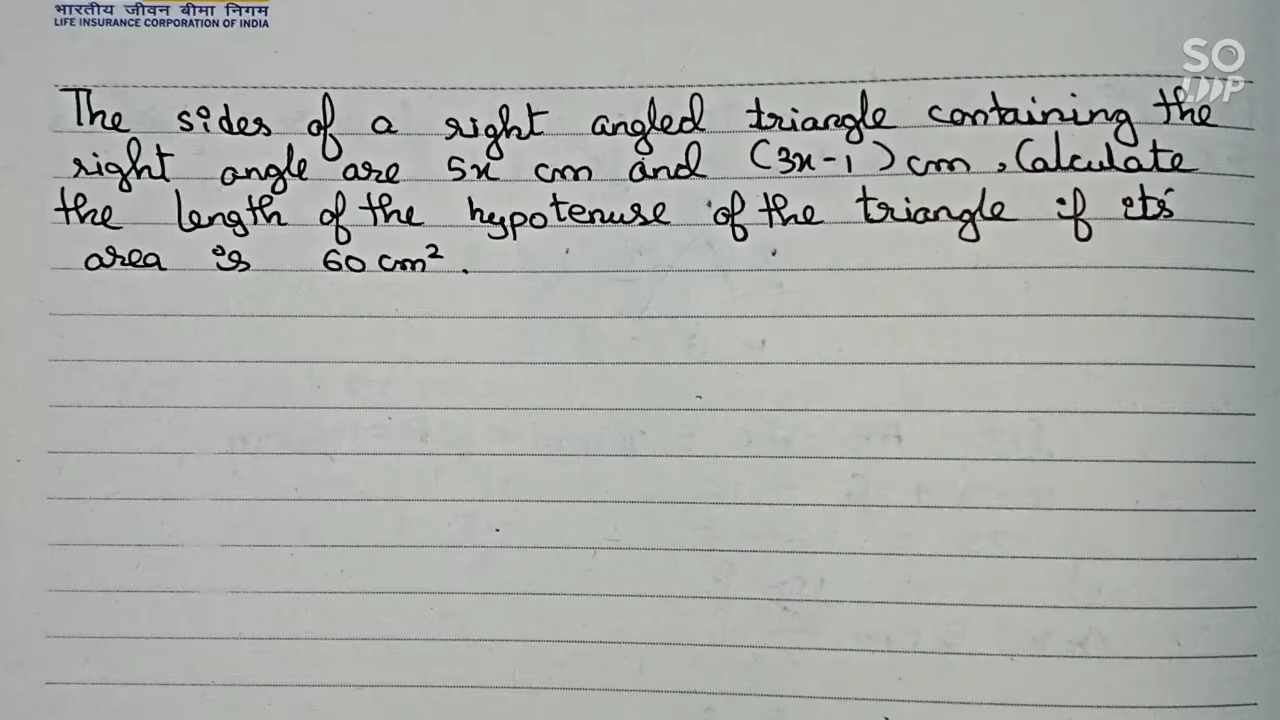 भारतीय जीवन बीमा निगम
LIFE INSURANCE CORPORATION OF INDIA
SO
LIIP
The sides of a right angled triangle containing the
right angle are 5x cm and (3x-1) cm, Calculate
the length of the hypotenuse of the triangle if its
area is 60 cm².